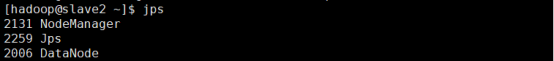 [hadoop@slave2 ~]$ jps
2131 NodeManager
2259 Jps
2006 DataNode